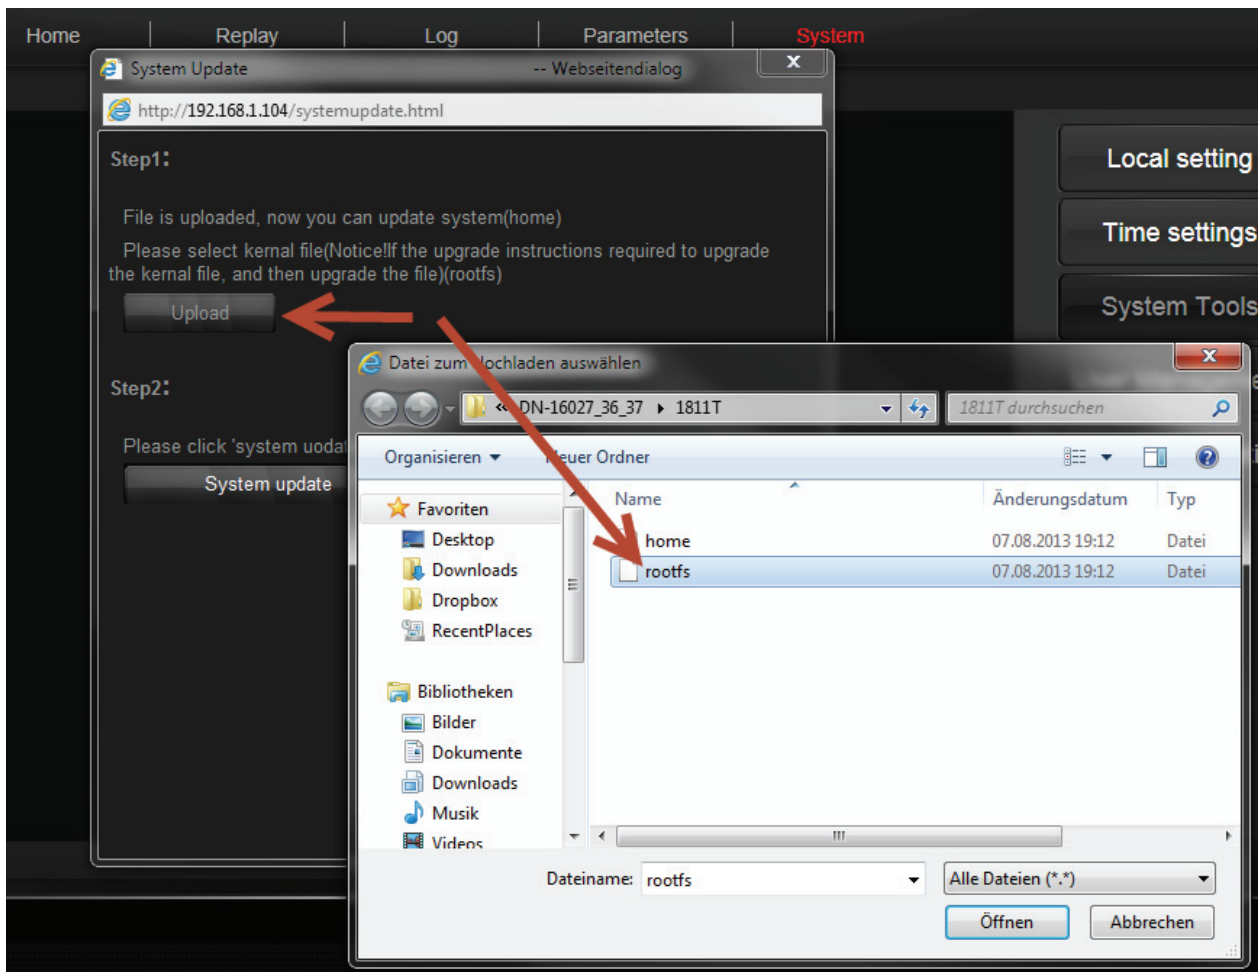 Home Replay Log Parameters System
System Update -- Webseitendialog
http://192.168.1.104/systemupdate.html
Step1:
File is uploaded, now you can update system(home)
Please select kernal file(Notice!If the upgrade instructions required to upgrade
the kernal file, and then upgrade the file)(rootfs)
Upload
Step2:
Please click 'system uodat
System update
Local setting
Time settings
System Tools
Datei zum Hochladen auswählen
« DN-16027_36_37 1811T
1811T durchsuchen
Organisieren Neuer Ordner
Favoriten
Desktop
Downloads
Dropbox
RecentPlaces
Bibliotheken
Bilder
Dokumente
Downloads
Musik
Videos
Name Änderungsdatum Typ
home 07.08.2013 19:12 Datei
rootfs 07.08.2013 19:12 Datei
Dateiname: rootfs
Alle Dateien (*.*)
Öffnen Abbrechen